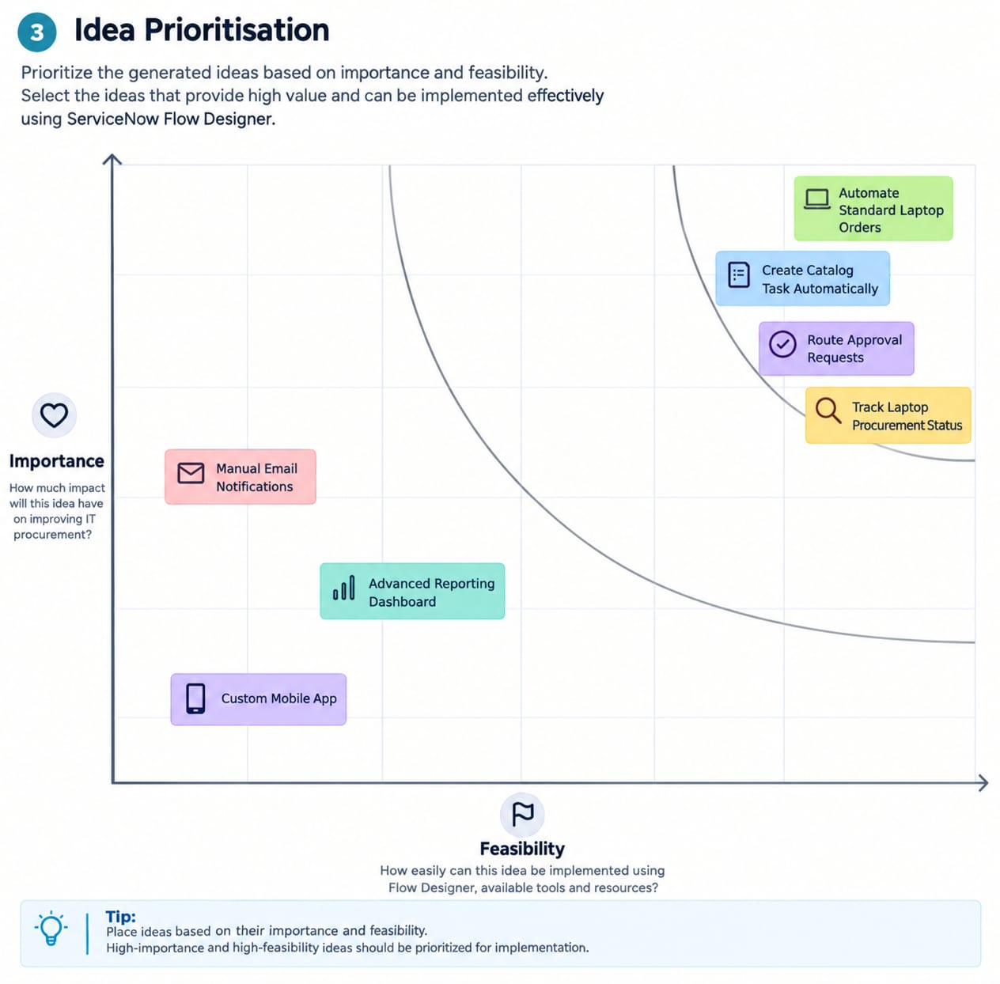 3 Idea Prioritisation
Prioritize the generated ideas based on importance and feasibility.
Select the ideas that provide high value and can be implemented effectively
using ServiceNow Flow Designer.
Automate
Standard Laptop
Orders
Create Catalog
Task Automatically
Route Approval
Requests
Track Laptop
Procurement Status
Importance
How much impact
will this idea have
on improving IT
procurement?
Manual Email
Notifications
Advanced Reporting
Dashboard
Custom Mobile App
Feasibility
How easily can this idea be implemented using
Flow Designer, available tools and resources?
Tip:
Place ideas based on their importance and feasibility.
High-importance and high-feasibility ideas should be prioritized for implementation.